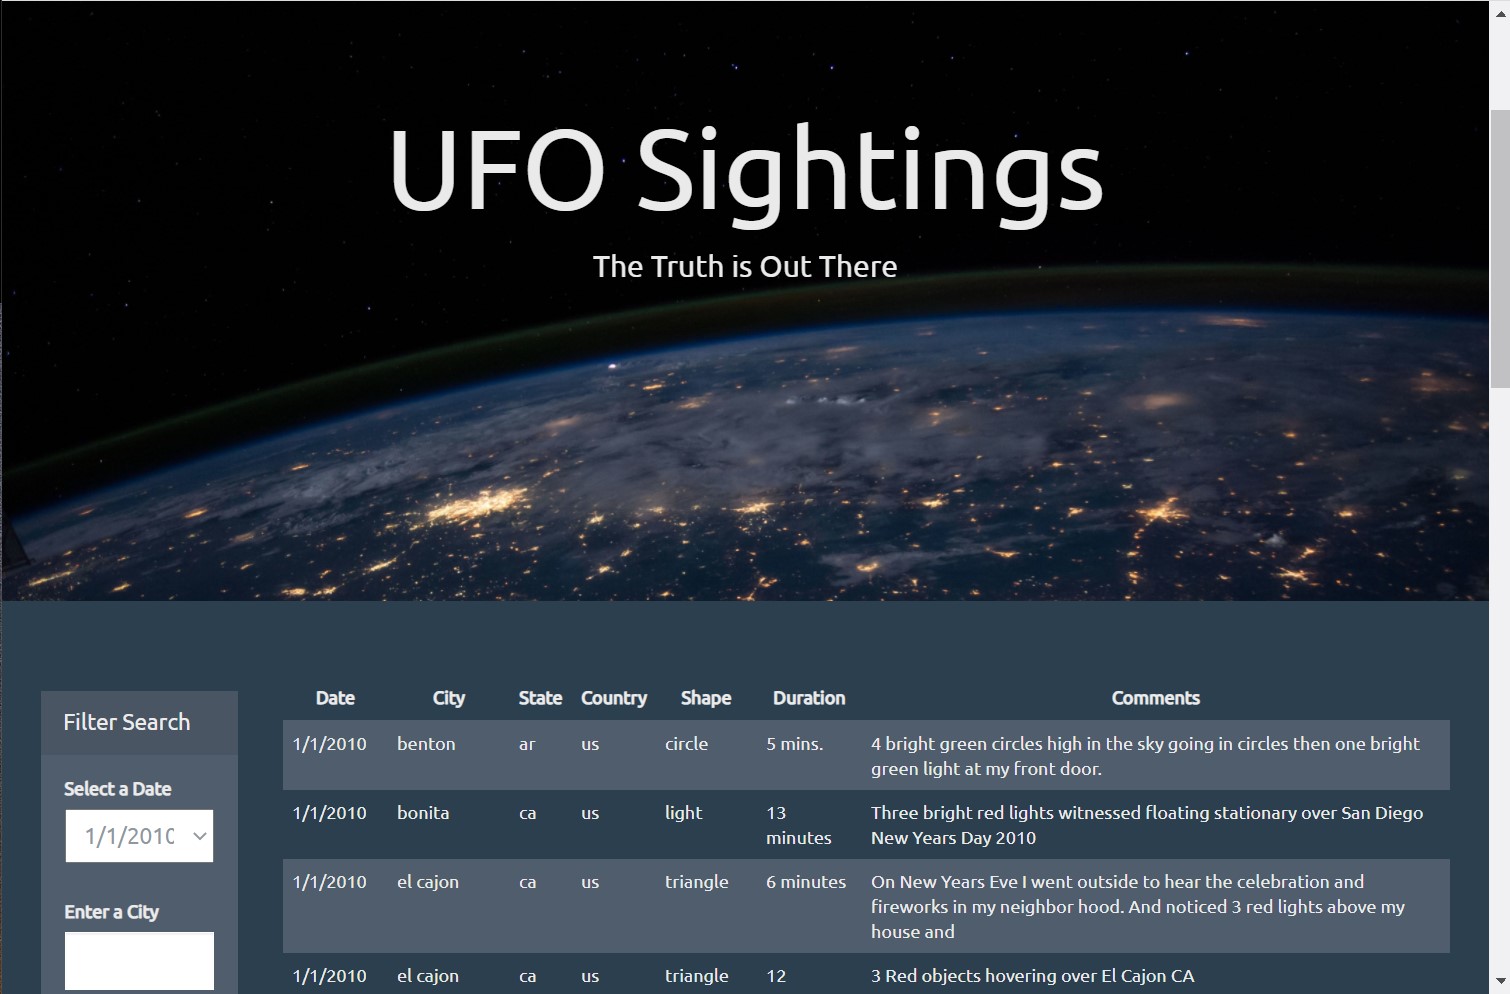 UFO Sightings
The Truth is Out There
Filter Search
Select a Date
1/1/2010
Enter a City
Date City State Country Shape Duration Comments
1/1/2010 benton ar us circle 5 mins. 4 bright green circles high in the sky going in circles then one bright
green light at my front door.
1/1/2010 bonita ca us light 13 Three bright red lights witnessed floating stationary over San Diego
minutes New Years Day 2010
1/1/2010 el cajon ca us triangle 6 minutes On New Years Eve I went outside to hear the celebration and
fireworks in my neighbor hood. And noticed 3 red lights above my
house and
1/1/2010 el cajon ca us triangle 12 3 Red objects hovering over El Cajon CA